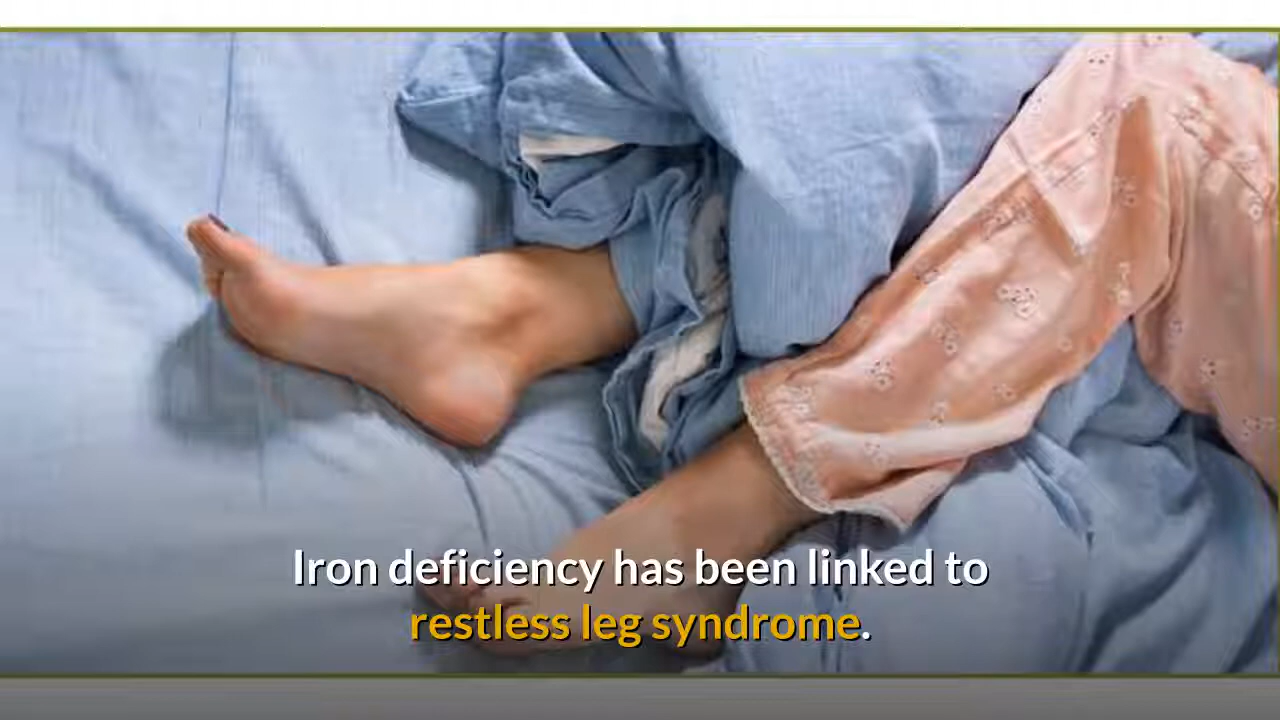 Iron deficiency has been linked to
restless leg syndrome.